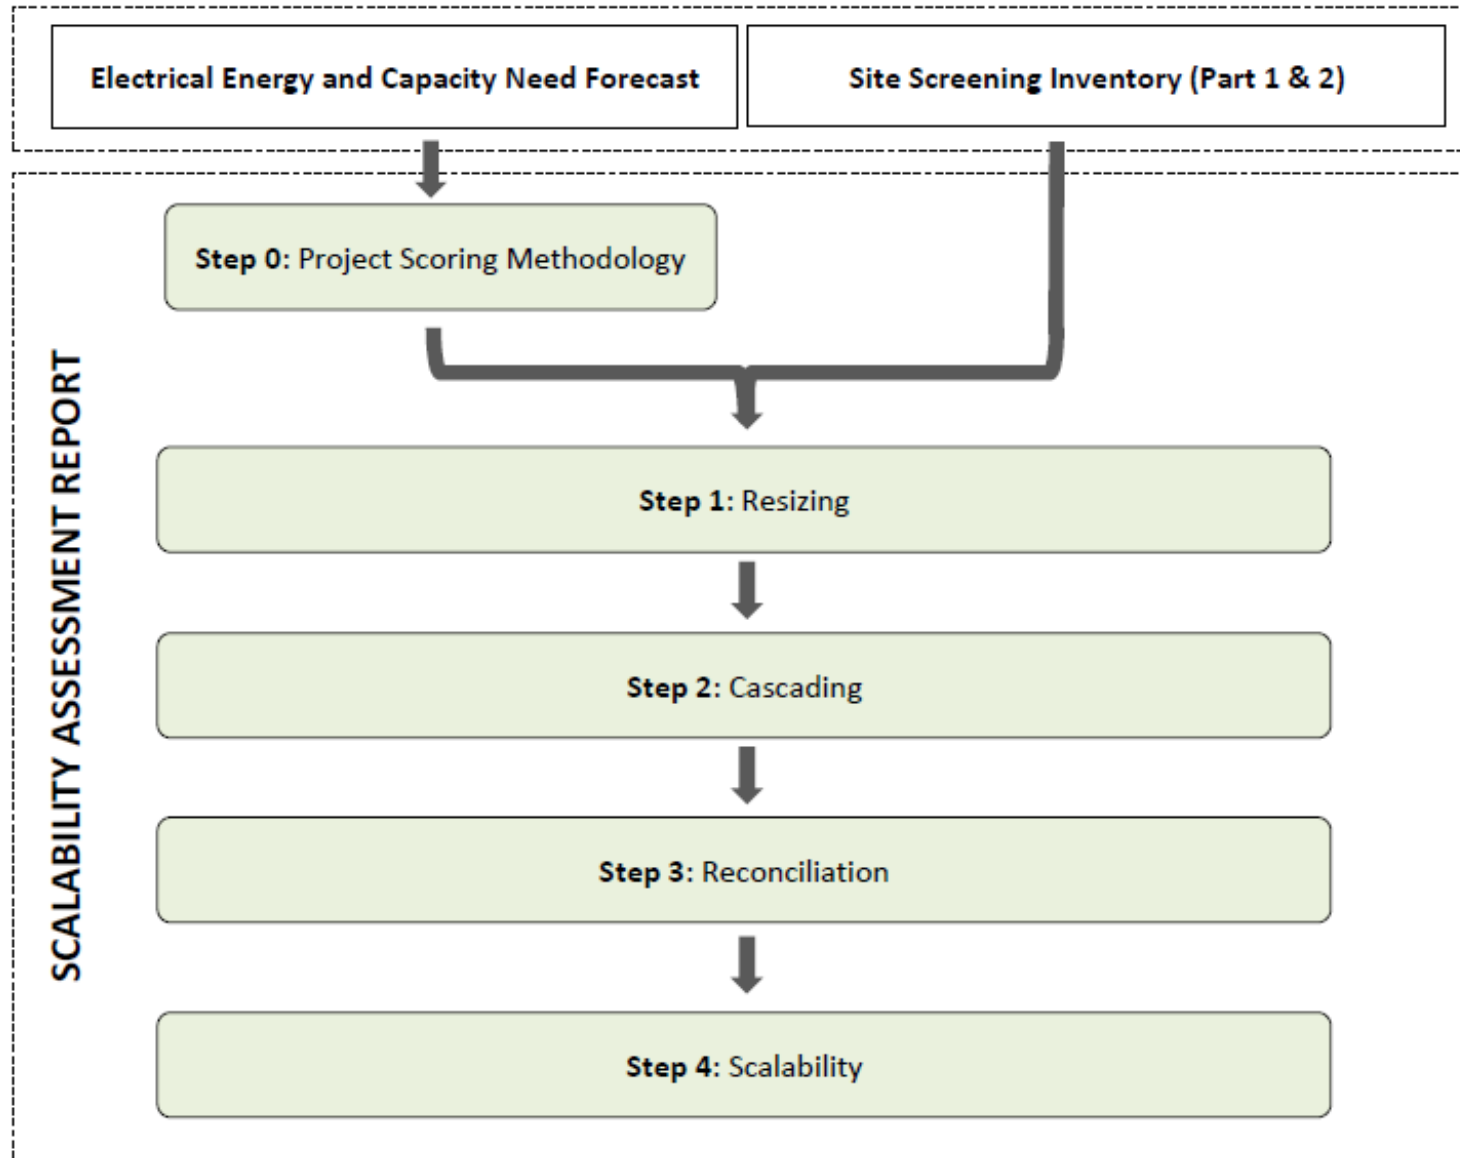 Electrical Energy and Capacity Need Forecast
Site Screening Inventory (Part 1 & 2)
Step 0: Project Scoring Methodology
SCALABILITY ASSESSMENT REPORT
Step 1: Resizing
Step 2: Cascading
Step 3: Reconciliation
Step 4: Scalability